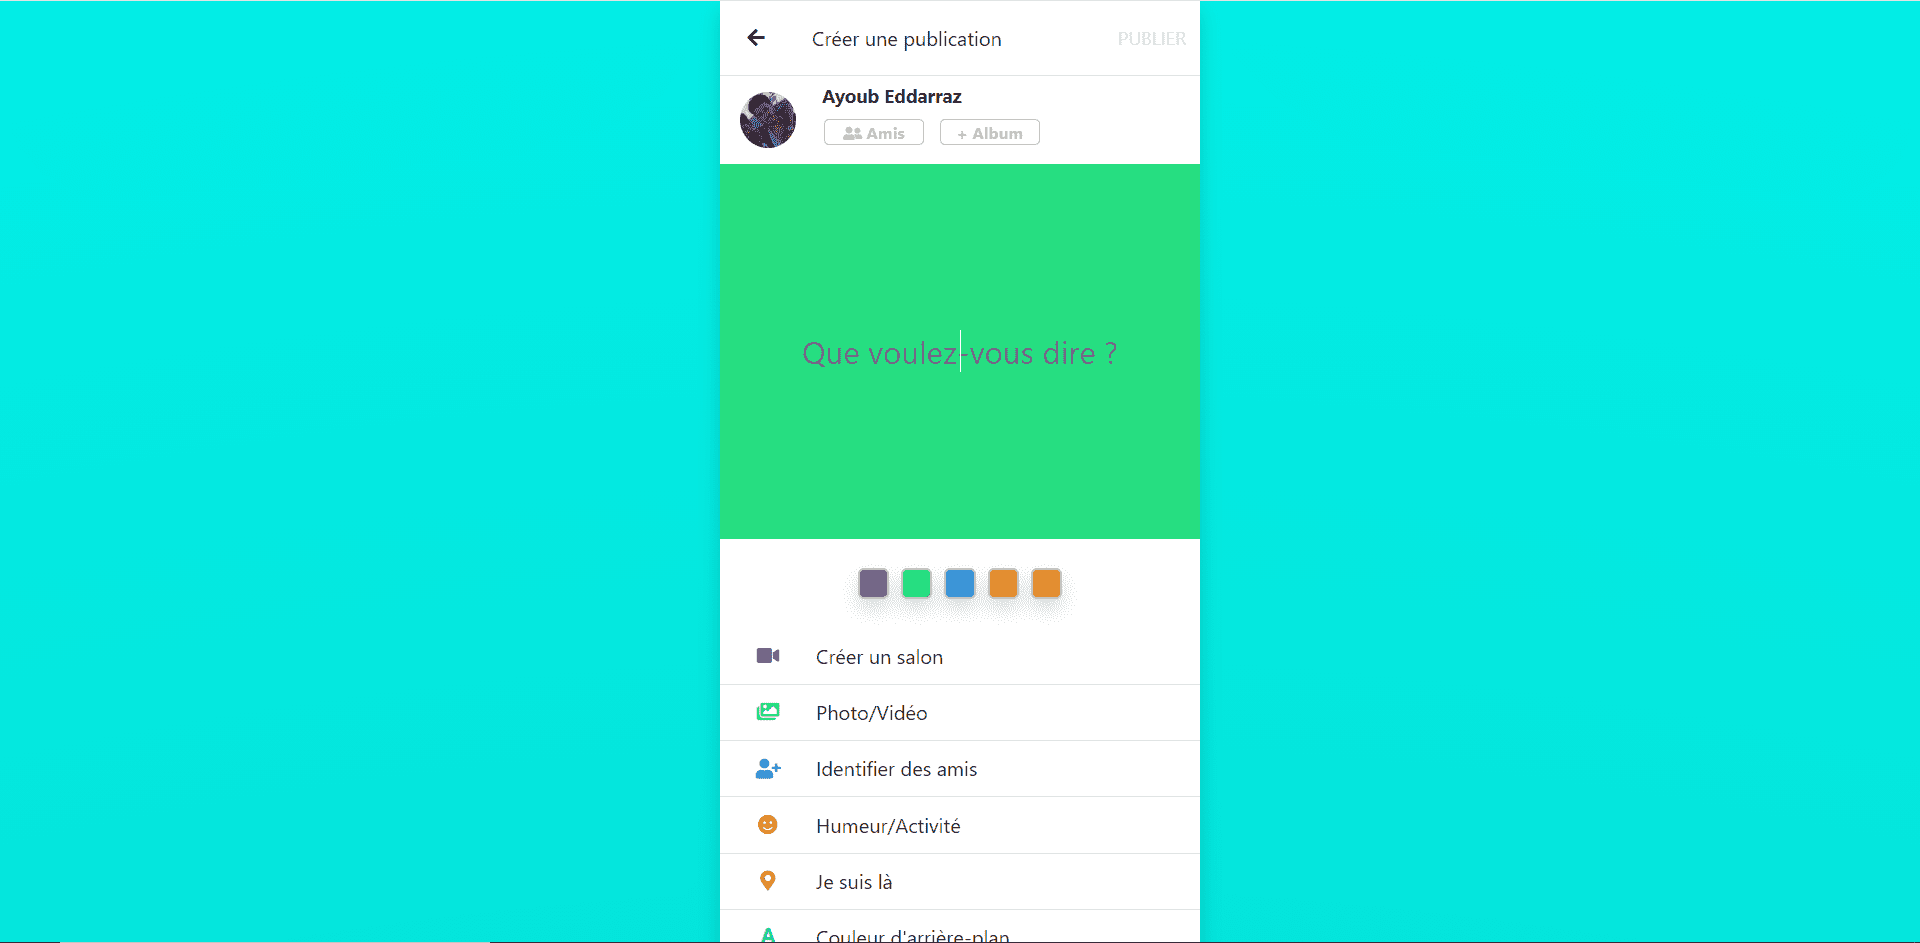 Créer une publication PUBLIER
Ayoub Eddarraz
Amis + Album
Que voulez-vous dire ?
Créer un salon
Photo/Vidéo
Identifier des amis
Humeur/Activité
Je suis là
Couleur d'arrière-plan